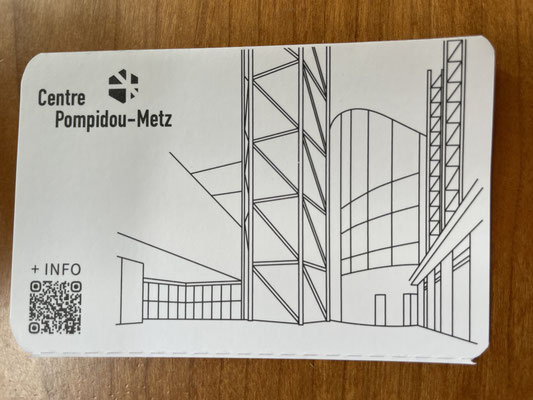 Centre
Pompidou-Metz
+ INFO